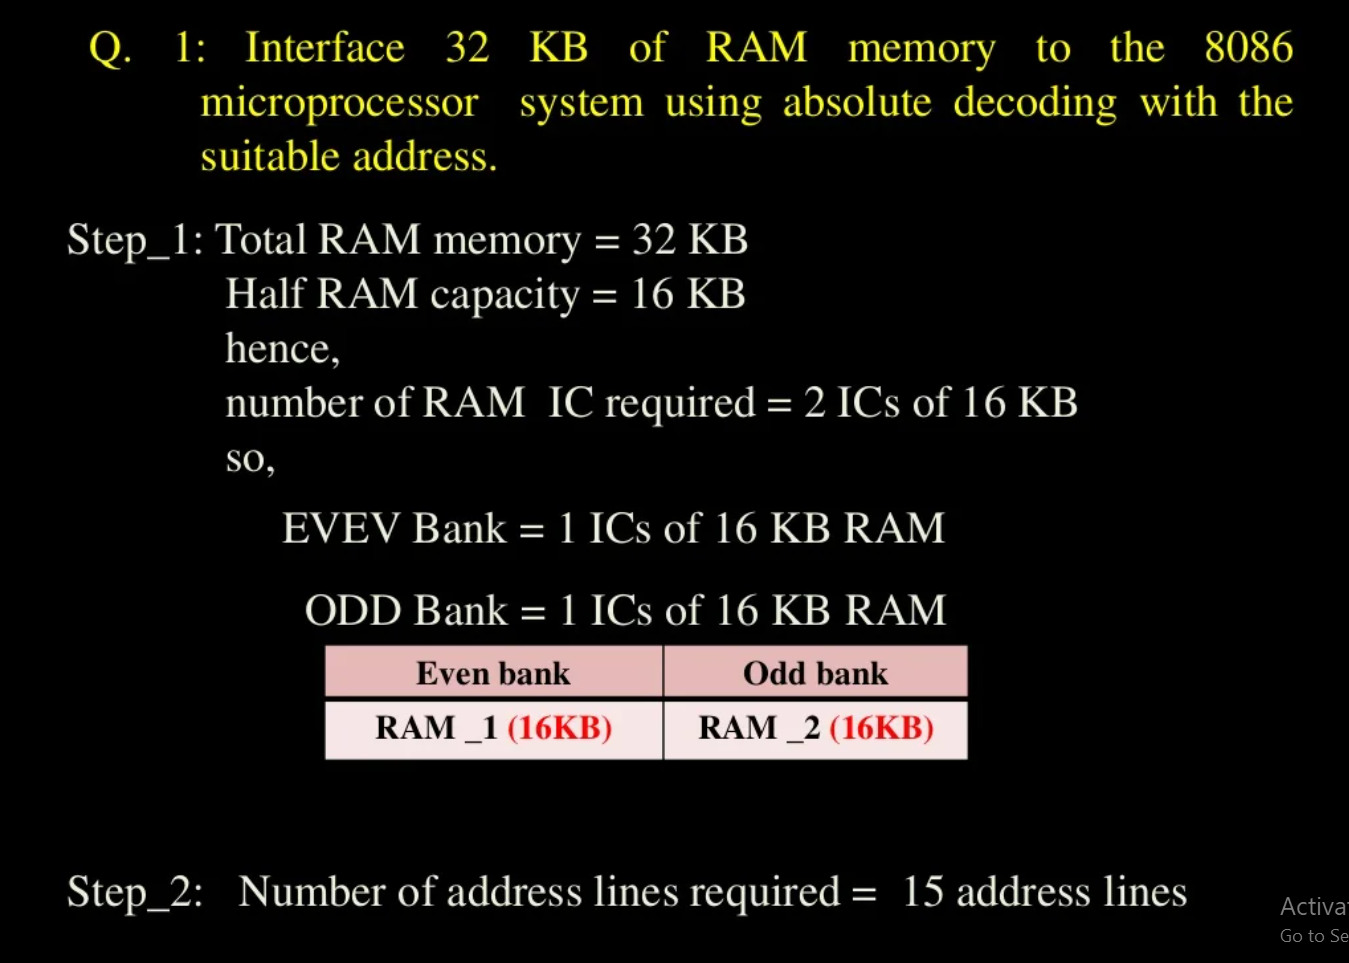 Q. 1: Interface 32 KB of RAM memory to the 8086
microprocessor system using absolute decoding with the
suitable address.
Step_1: Total RAM memory = 32 KB
Half RAM capacity = 16 KB
hence,
number of RAM IC required = 2 ICs of 16 KB
so,
EVEV Bank = 1 ICs of 16 KB RAM
ODD Bank = 1 ICs of 16 KB RAM
Even bank Odd bank
RAM _1 (16KB) RAM _2 (16KB)
Step_2: Number of address lines required = 15 address lines
Go to Se